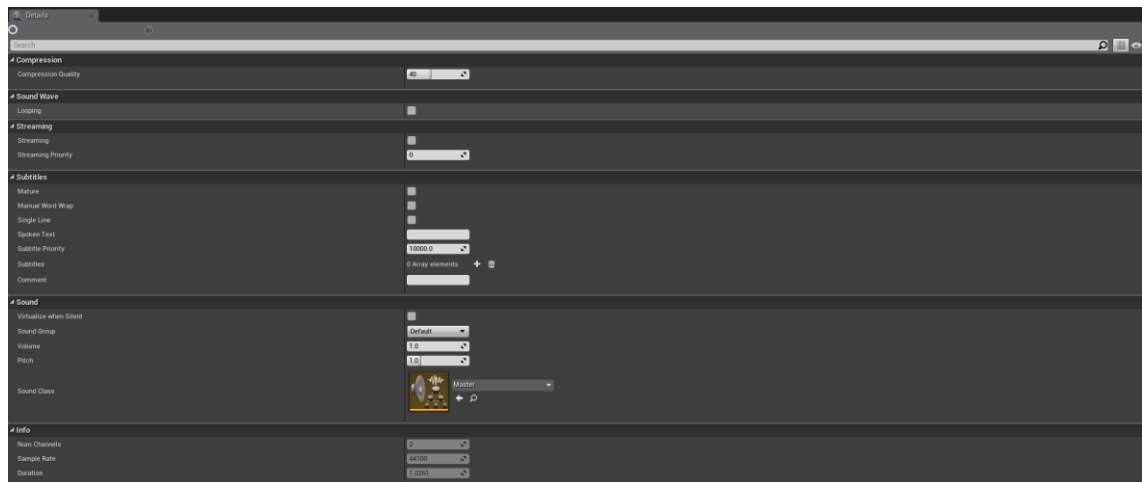 Details
Search
Compression
Compression Quality 40
Sound Wave
Looping
Streaming
Streaming
Streaming Priority 0
Subtitles
Mature
Manual Word Wrap
Single Line
Spoken Text
Subtitle Priority 10000.0
Subtitles 0 Array elements
Comment
Sound
Virtualize when Silent
Sound Group Default
Volume 1.0
Pitch 1.0
Sound Class Master
Info
Num Channels 2
Sample Rate 44100
Duration 1.0261